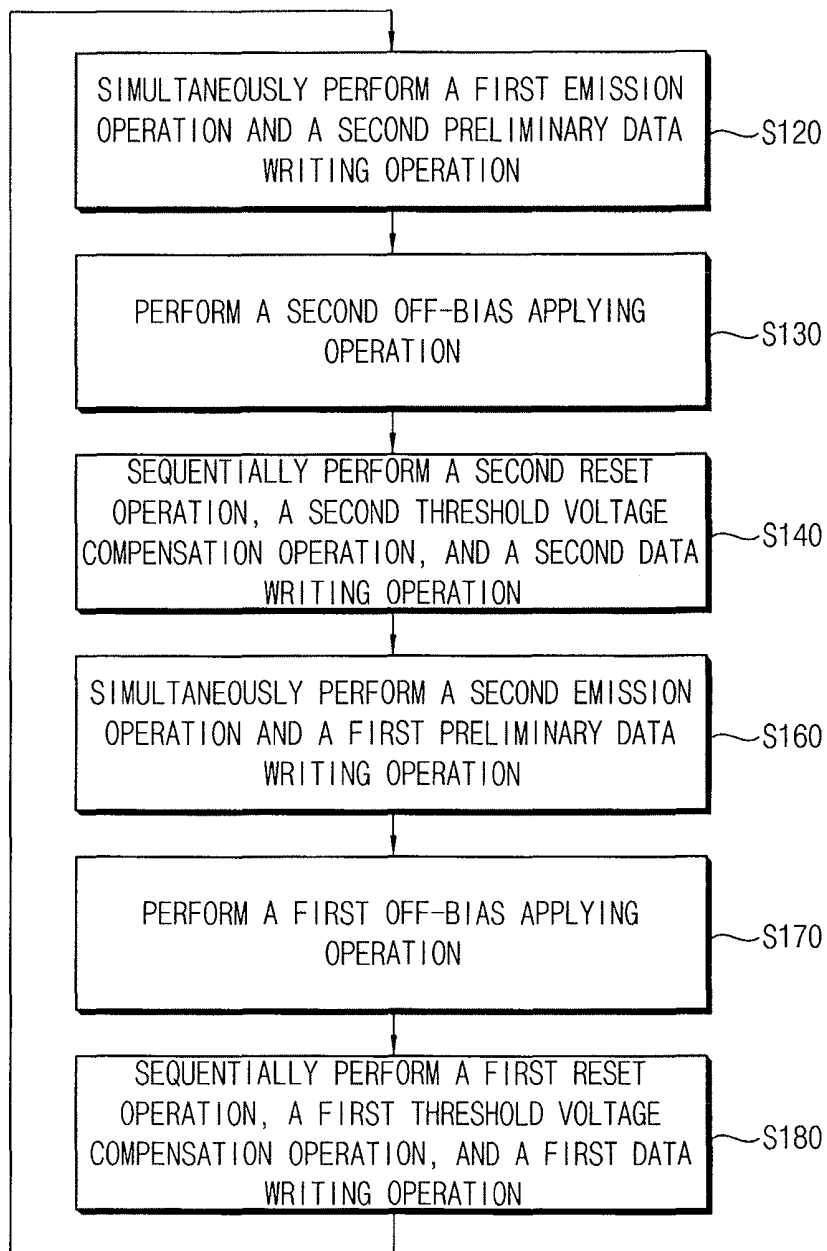 SIMULTANEOUSLY PERFORM A FIRST EMISSION
OPERATION AND A SECOND PRELIMINARY DATA
WRITING OPERATION
S120
PERFORM A SECOND OFF-BIAS APPLYING
OPERATION
S130
SEQUENTIALLY PERFORM A SECOND RESET
OPERATION, A SECOND THRESHOLD VOLTAGE
COMPENSATION OPERATION, AND A SECOND DATA
WRITING OPERATION
S140
SIMULTANEOUSLY PERFORM A SECOND EMISSION
OPERATION AND A FIRST PRELIMINARY DATA
WRITING OPERATION
S160
PERFORM A FIRST OFF-BIAS APPLYING
OPERATION
S170
SEQUENTIALLY PERFORM A FIRST RESET
OPERATION, A FIRST THRESHOLD VOLTAGE
COMPENSATION OPERATION, AND A FIRST DATA
WRITING OPERATION
S180